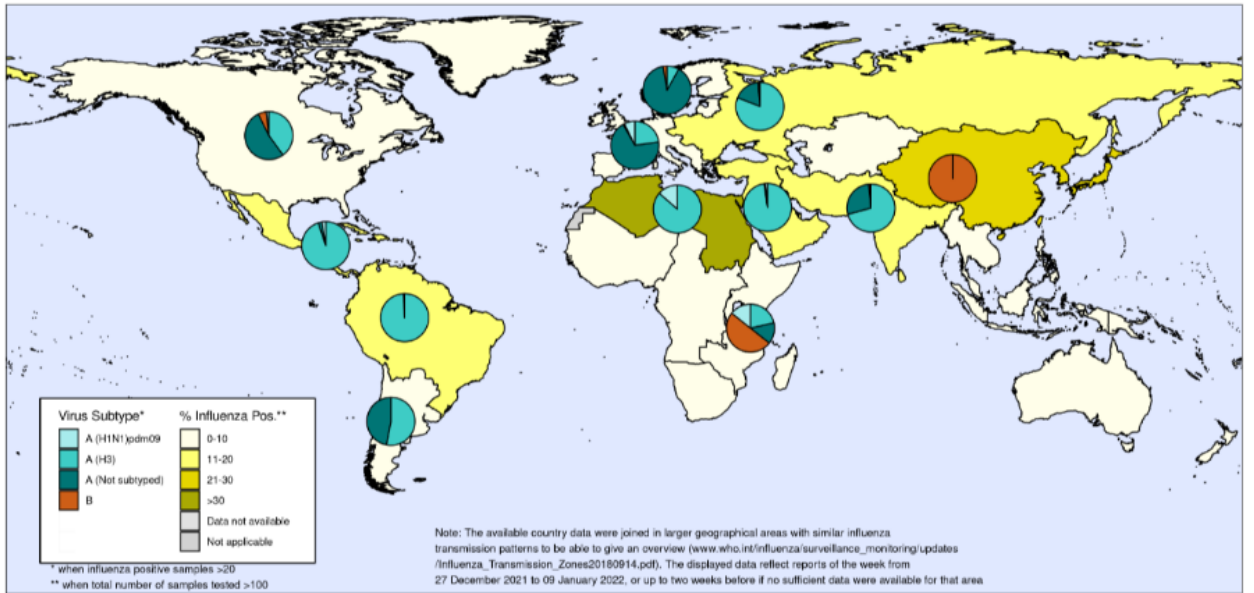 Virus Subtype*
A (H1N1)pdm09
A (H3)
A (Not subtyped)
B
% Influenza Pos.**
0-10
11-20
21-30
>30
Data not available
Not applicable
* when influenza positive samples >20
** when total number of samples tested >100
Note: The available country data were joined in larger geographical areas with similar influenza
transmission patterns to be able to give an overview (www.who.int/influenza/surveillance_monitoring/updates
/Influenza_Transmission_Zones20180914.pdf). The displayed data reflect reports of the week from
27 December 2021 to 09 January 2022, or up to two weeks before if no sufficient data were available for that area